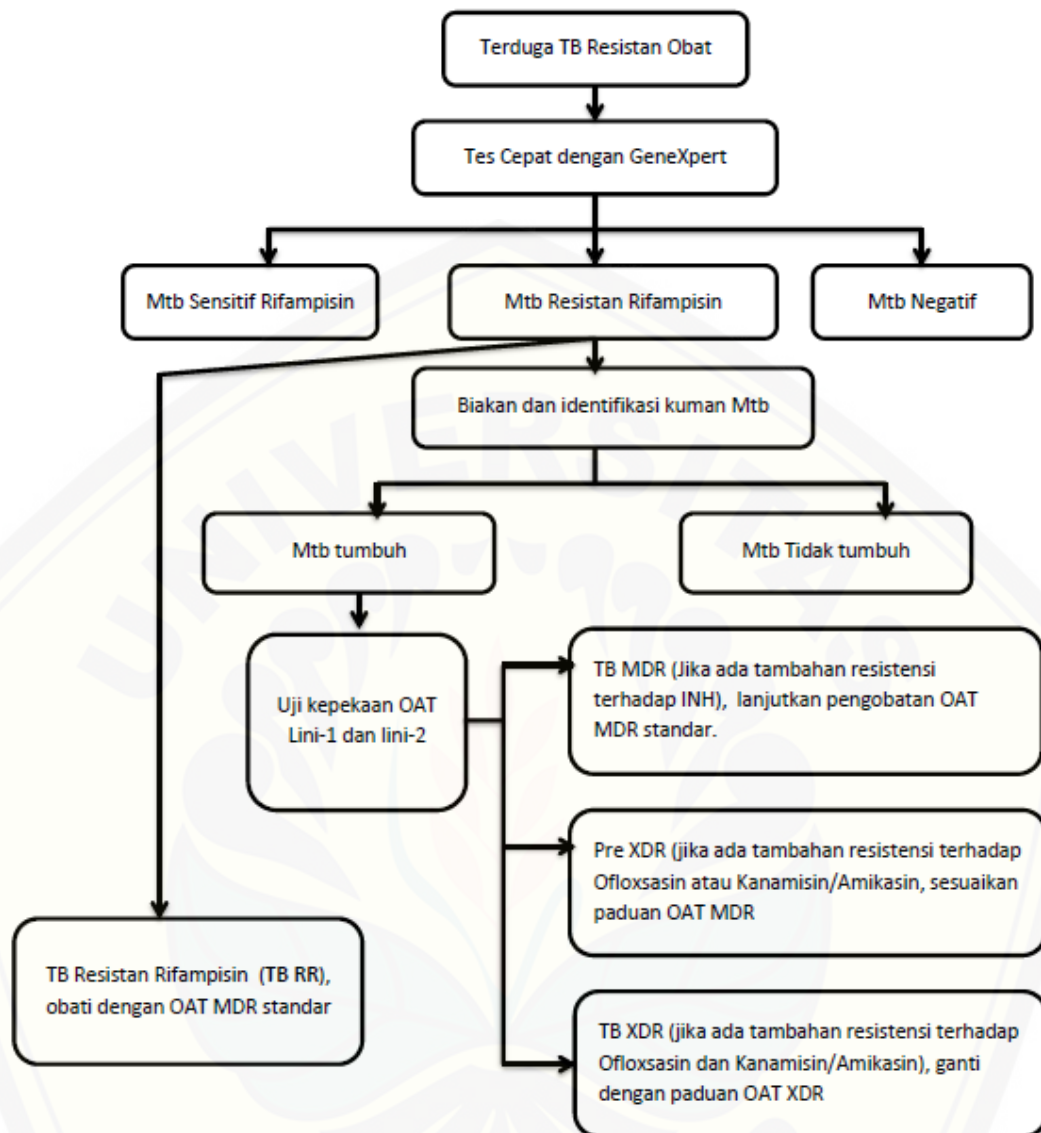 Terduga TB Resistan Obat
Tes Cepat dengan GeneXpert
Mtb Sensitif Rifampisin
Mtb Resistan Rifampisin
Mtb Negatif
Biakan dan identifikasi kuman Mtb
Mtb tumbuh
Mtb Tidak tumbuh
Uji kepekaan OAT
Lini-1 dan lini-2
TB MDR (Jika ada tambahan resistensi
terhadap INH), lanjutkan pengobatan OAT
MDR standar.
Pre XDR (jika ada tambahan resistensi terhadap
Ofloxsasin atau Kanamisin/Amikasin, sesuaikan
paduan OAT MDR
TB Resistan Rifampisin (TB RR),
obati dengan OAT MDR standar
TB XDR (jika ada tambahan resistensi terhadap
Ofloxsasin dan Kanamisin/Amikasin), ganti
dengan paduan OAT XDR
UNIVERSITAS